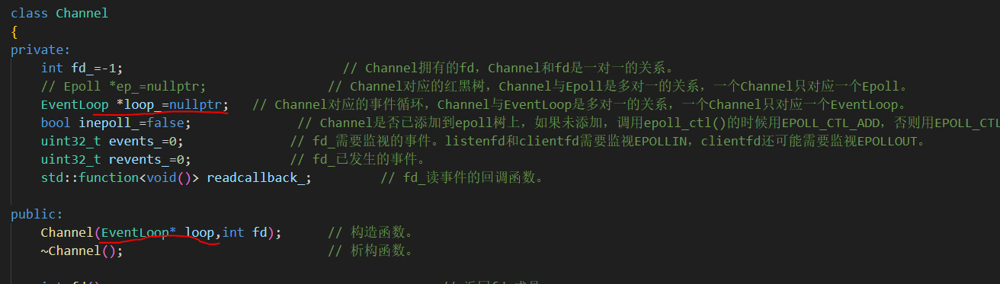 class Channel
{
private:
int fd_=-1; // Channel拥有的fd，Channel和fd是一对一的关系。
// Epoll *ep_=nullptr; // Channel对应的红黑树，Channel与Epoll是多对一的关系，一个Channel只对应一个Epoll。
EventLoop *loop_=nullptr; // Channel对应的事件循环，Channel与EventLoop是多对一的关系，一个Channel只对应一个EventLoop。
bool inepoll_=false; // Channel是否已添加到epoll树上，如果未添加，调用epoll_ctl()的时候用EPOLL_CTL_ADD，否则用EPOLL_CTL
uint32_t events_=0; // fd_需要监视的事件。listenfd和clientfd需要监视EPOLLIN，clientfd还可能需要监视EPOLLOUT。
uint32_t revents_=0; // fd_已发生的事件。
std::function<void()> readcallback_; // fd_读事件的回调函数。
public:
Channel(EventLoop* loop,int fd); // 构造函数。
~Channel(); // 析构函数。